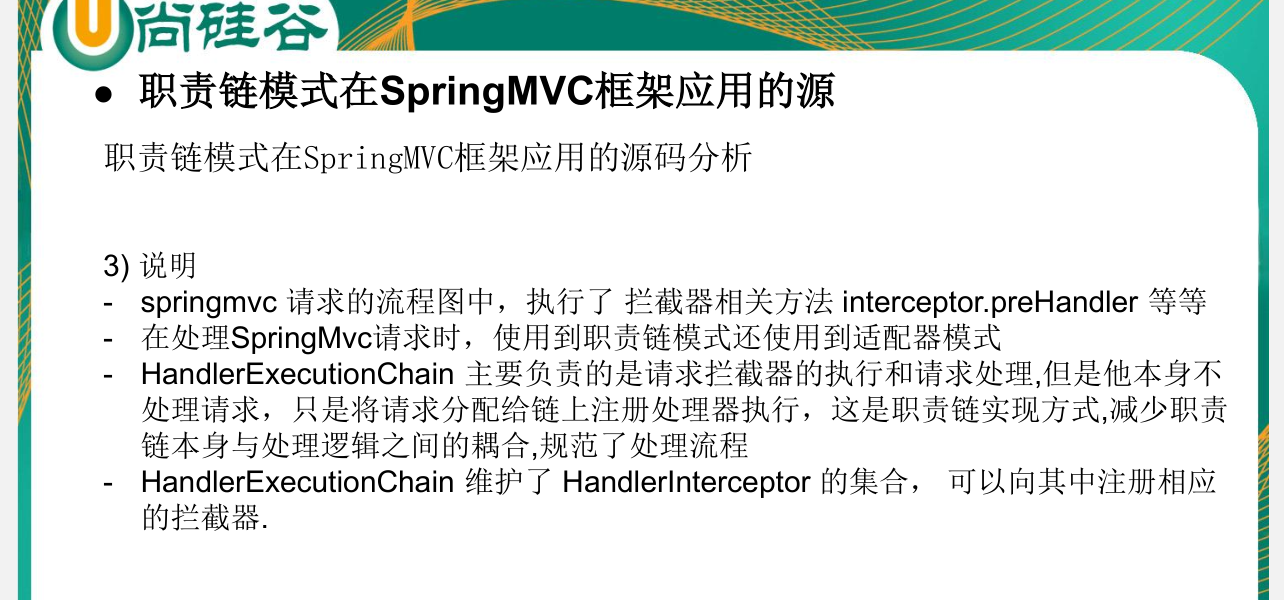 尚硅谷
● 职责链模式在SpringMVC框架应用的源
职责链模式在SpringMVC框架应用的源码分析
3) 说明
- springmvc 请求的流程图中，执行了 拦截器相关方法 interceptor.preHandler 等等
- 在处理SpringMvc请求时，使用到职责链模式还使用到适配器模式
- HandlerExecutionChain 主要负责的是请求拦截器的执行和请求处理,但是他本身不
处理请求，只是将请求分配给链上注册处理器执行，这是职责链实现方式,减少职责
链本身与处理逻辑之间的耦合,规范了处理流程
- HandlerExecutionChain 维护了 HandlerInterceptor 的集合， 可以向其中注册相应
的拦截器.